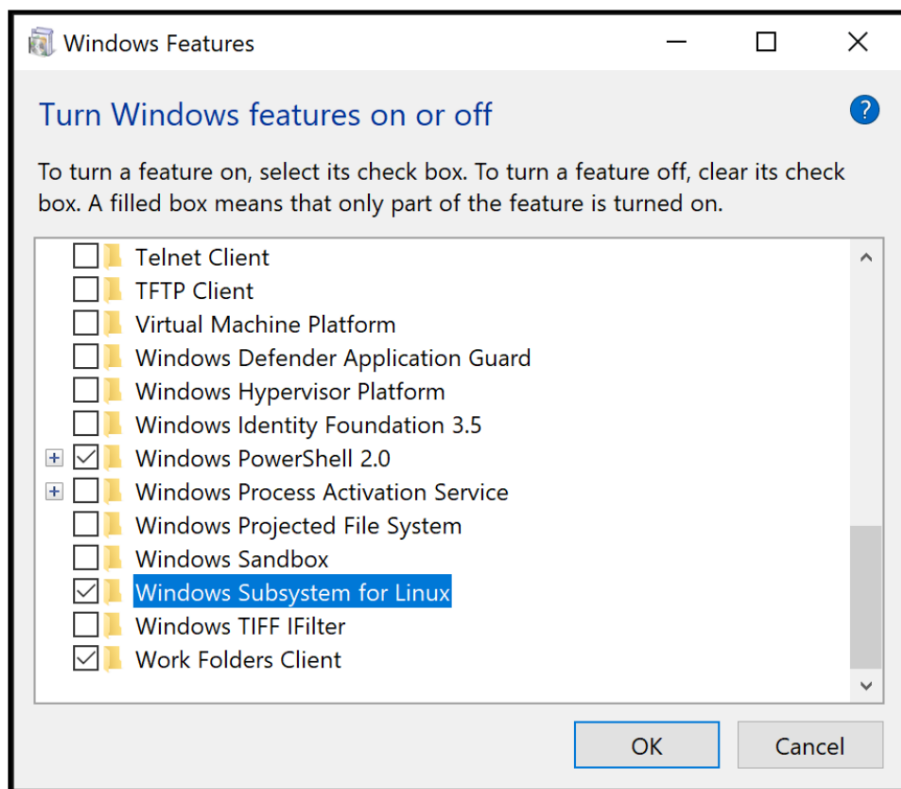 Windows Features
Turn Windows features on or off
?
To turn a feature on, select its check box. To turn a feature off, clear its check
box. A filled box means that only part of the feature is turned on.
Telnet Client
TFTP Client
Virtual Machine Platform
Windows Defender Application Guard
Windows Hypervisor Platform
Windows Identity Foundation 3.5
Windows PowerShell 2.0
Windows Process Activation Service
Windows Projected File System
Windows Sandbox
Windows Subsystem for Linux
Windows TIFF IFilter
Work Folders Client
OK
Cancel